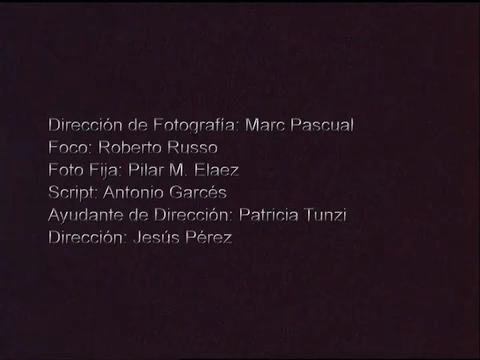 Dirección de Fotografía: Marc Pascual
Foco: Roberto Russo
Foto Fija: Pilar M. Elaez
Script: Antonio Garcés
Ayudante de Dirección: Patricia Tunzi
Dirección: Jesús Pérez